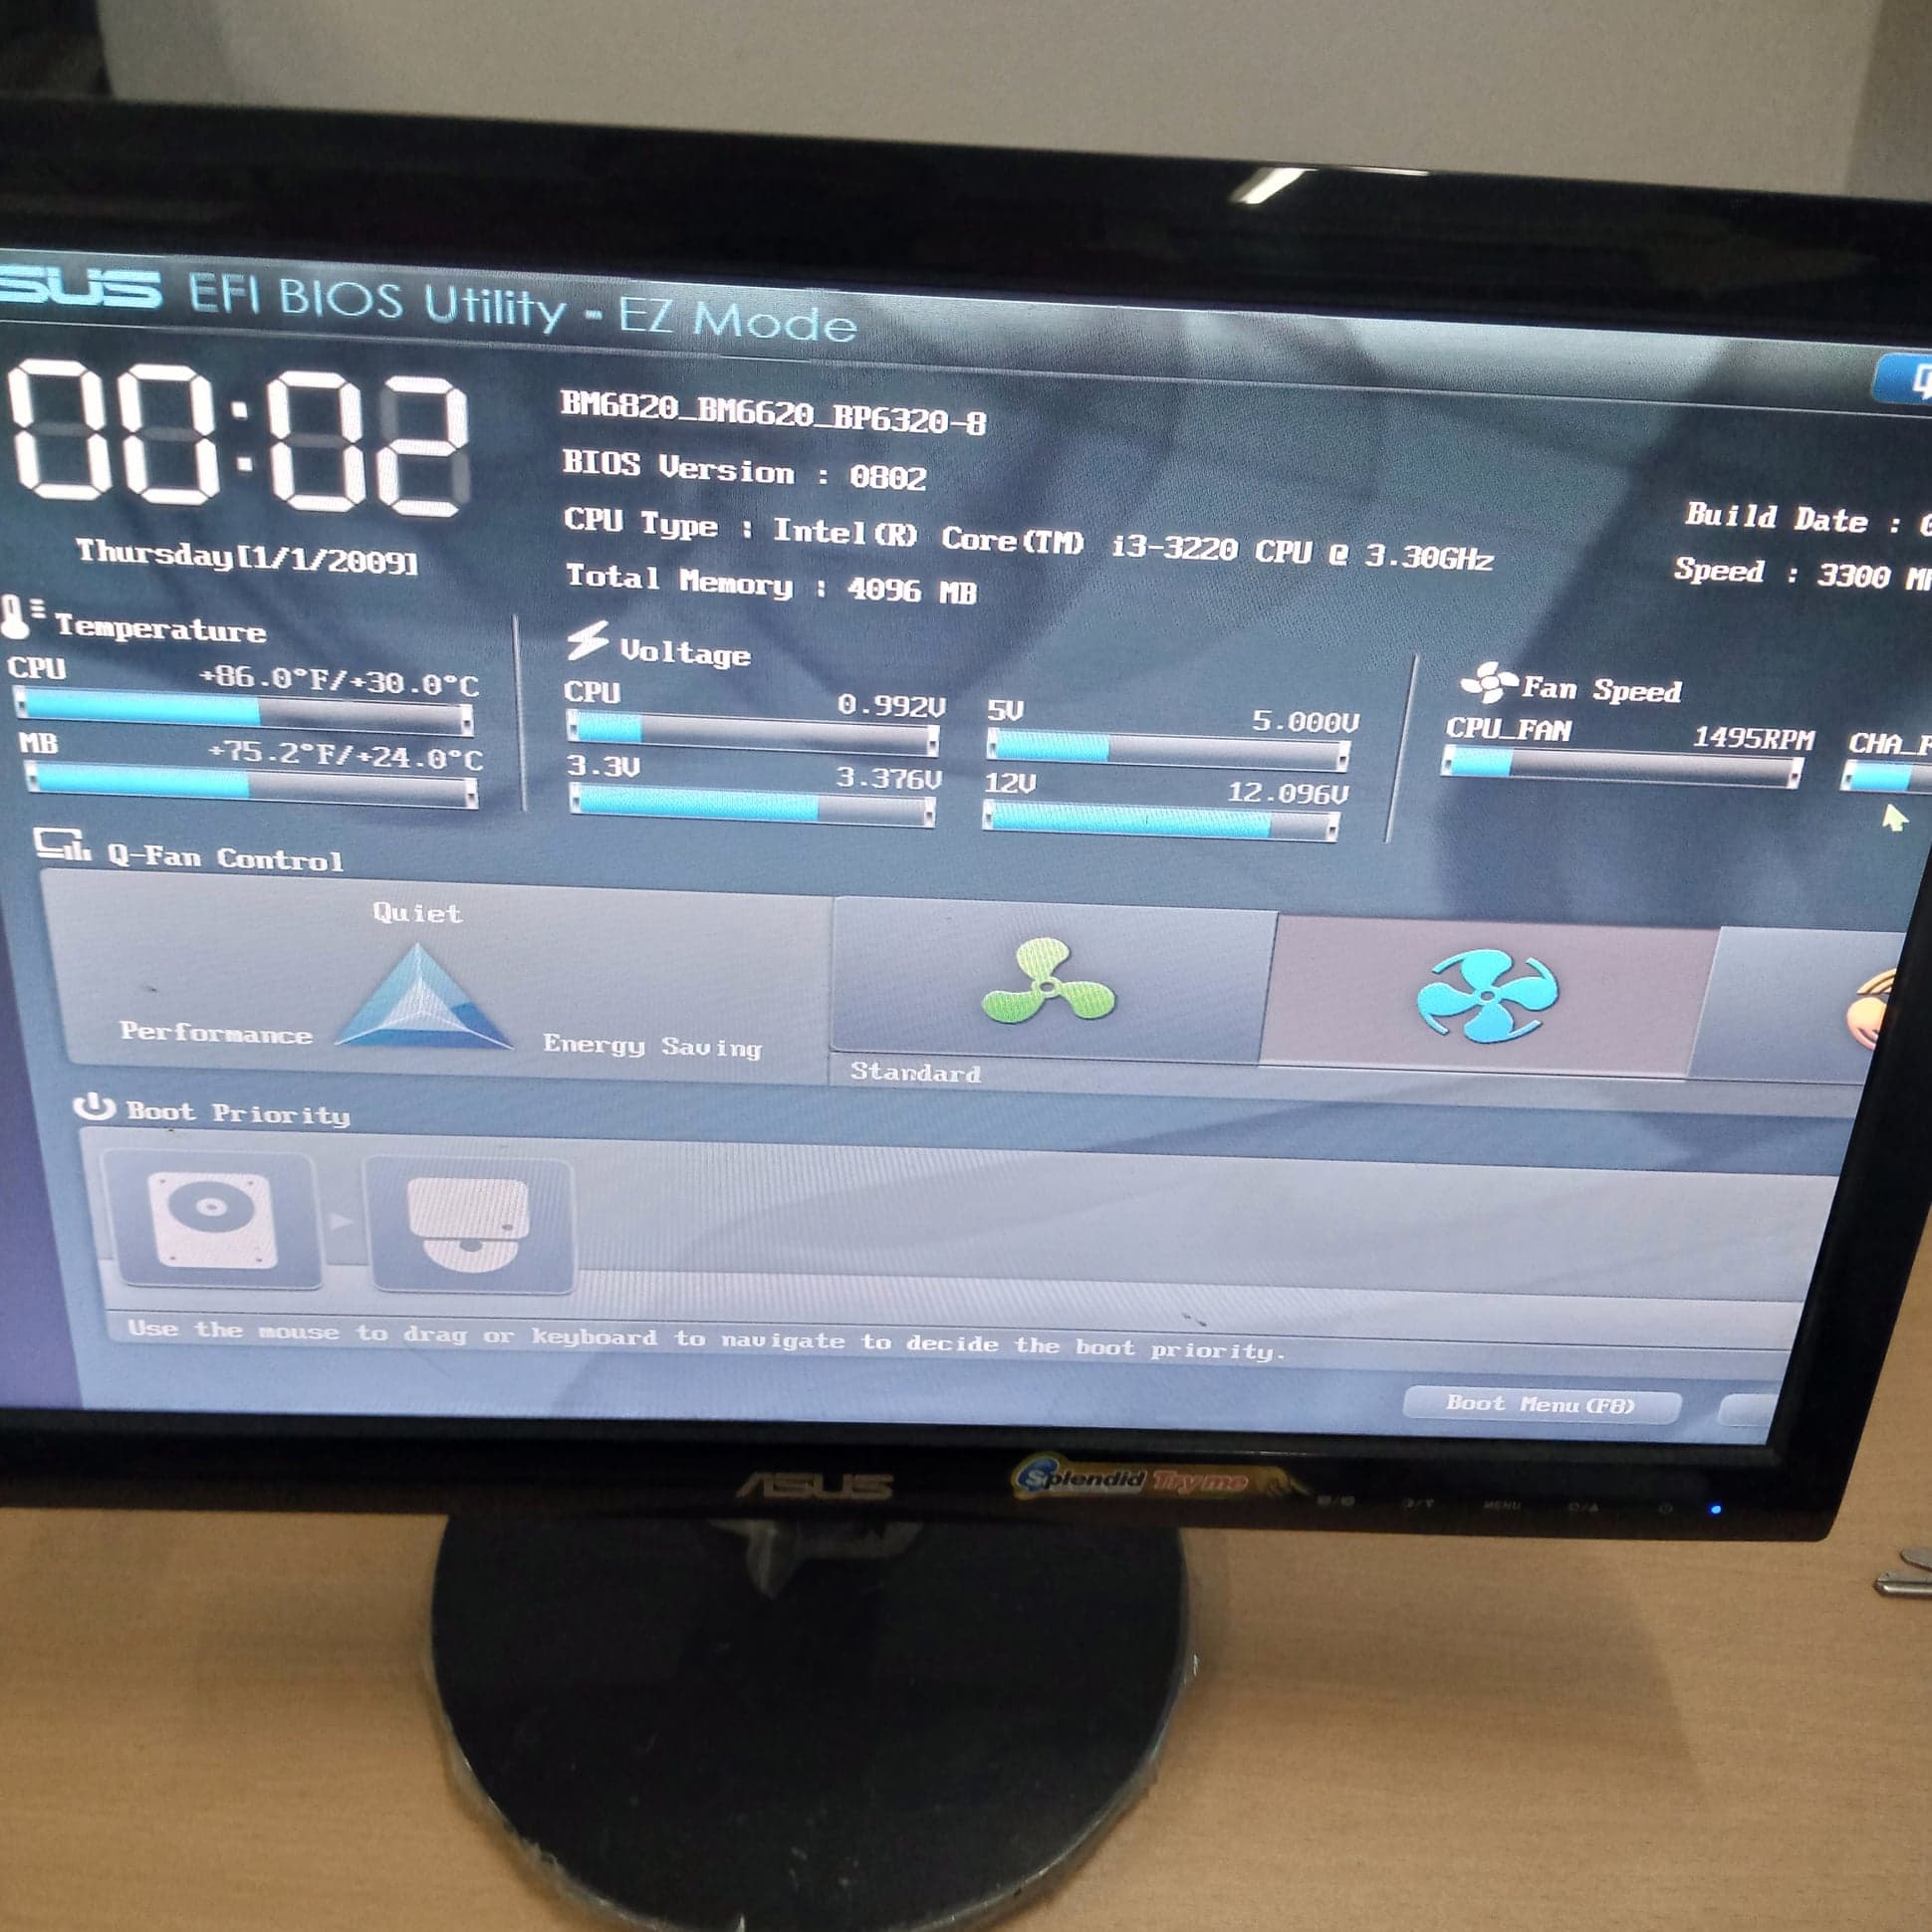 SUS EFI BIOS Utility - EZ Mode
00:02
Thursday[1/1/2009]
BM6820_BM6620_BP6320-8
BIOS Version : 0802
CPU Type : Intel(R) Core(TM) i3-3220 CPU @ 3.30GHz
Total Memory : 4096 MB
Build Date :
Speed : 3300
Temperature
CPU +86.0°F/+30.0°C
MB +75.2°F/+24.0°C
Voltage
CPU 0.992V 5V 5.000V
3.3V 3.376V 12V 12.096V
Fan Speed
CPU_FAN 1495RPM CHA_F
Q-Fan Control
Quiet
Performance
Energy Saving
Standard
Boot Priority
Use the mouse to drag or keyboard to navigate to decide the boot priority.
Boot Menu(F8)
ASUS
Splendid Try me
MENU